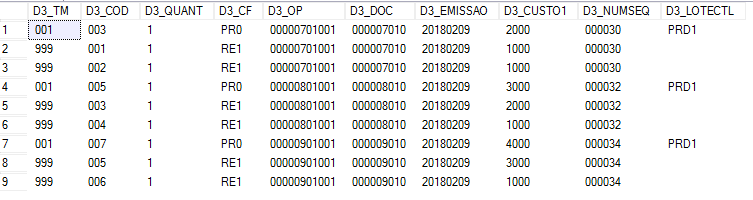 D3_TM D3_COD D3_QUANT D3_CF D3_OP D3_DOC D3_EMISSAO D3_CUSTO1 D3_NUMSEQ D3_LOTECTL
1 001 003 1 PR0 00000701001 000007010 20180209 2000 000030 PRD1
2 999 001 1 RE1 00000701001 000007010 20180209 1000 000030
3 999 002 1 RE1 00000701001 000007010 20180209 1000 000030
4 001 005 1 PR0 00000801001 000008010 20180209 3000 000032 PRD1
5 999 003 1 RE1 00000801001 000008010 20180209 2000 000032
6 999 004 1 RE1 00000801001 000008010 20180209 1000 000032
7 001 007 1 PR0 00000901001 000009010 20180209 4000 000034 PRD1
8 999 005 1 RE1 00000901001 000009010 20180209 3000 000034
9 999 006 1 RE1 00000901001 000009010 20180209 1000 000034